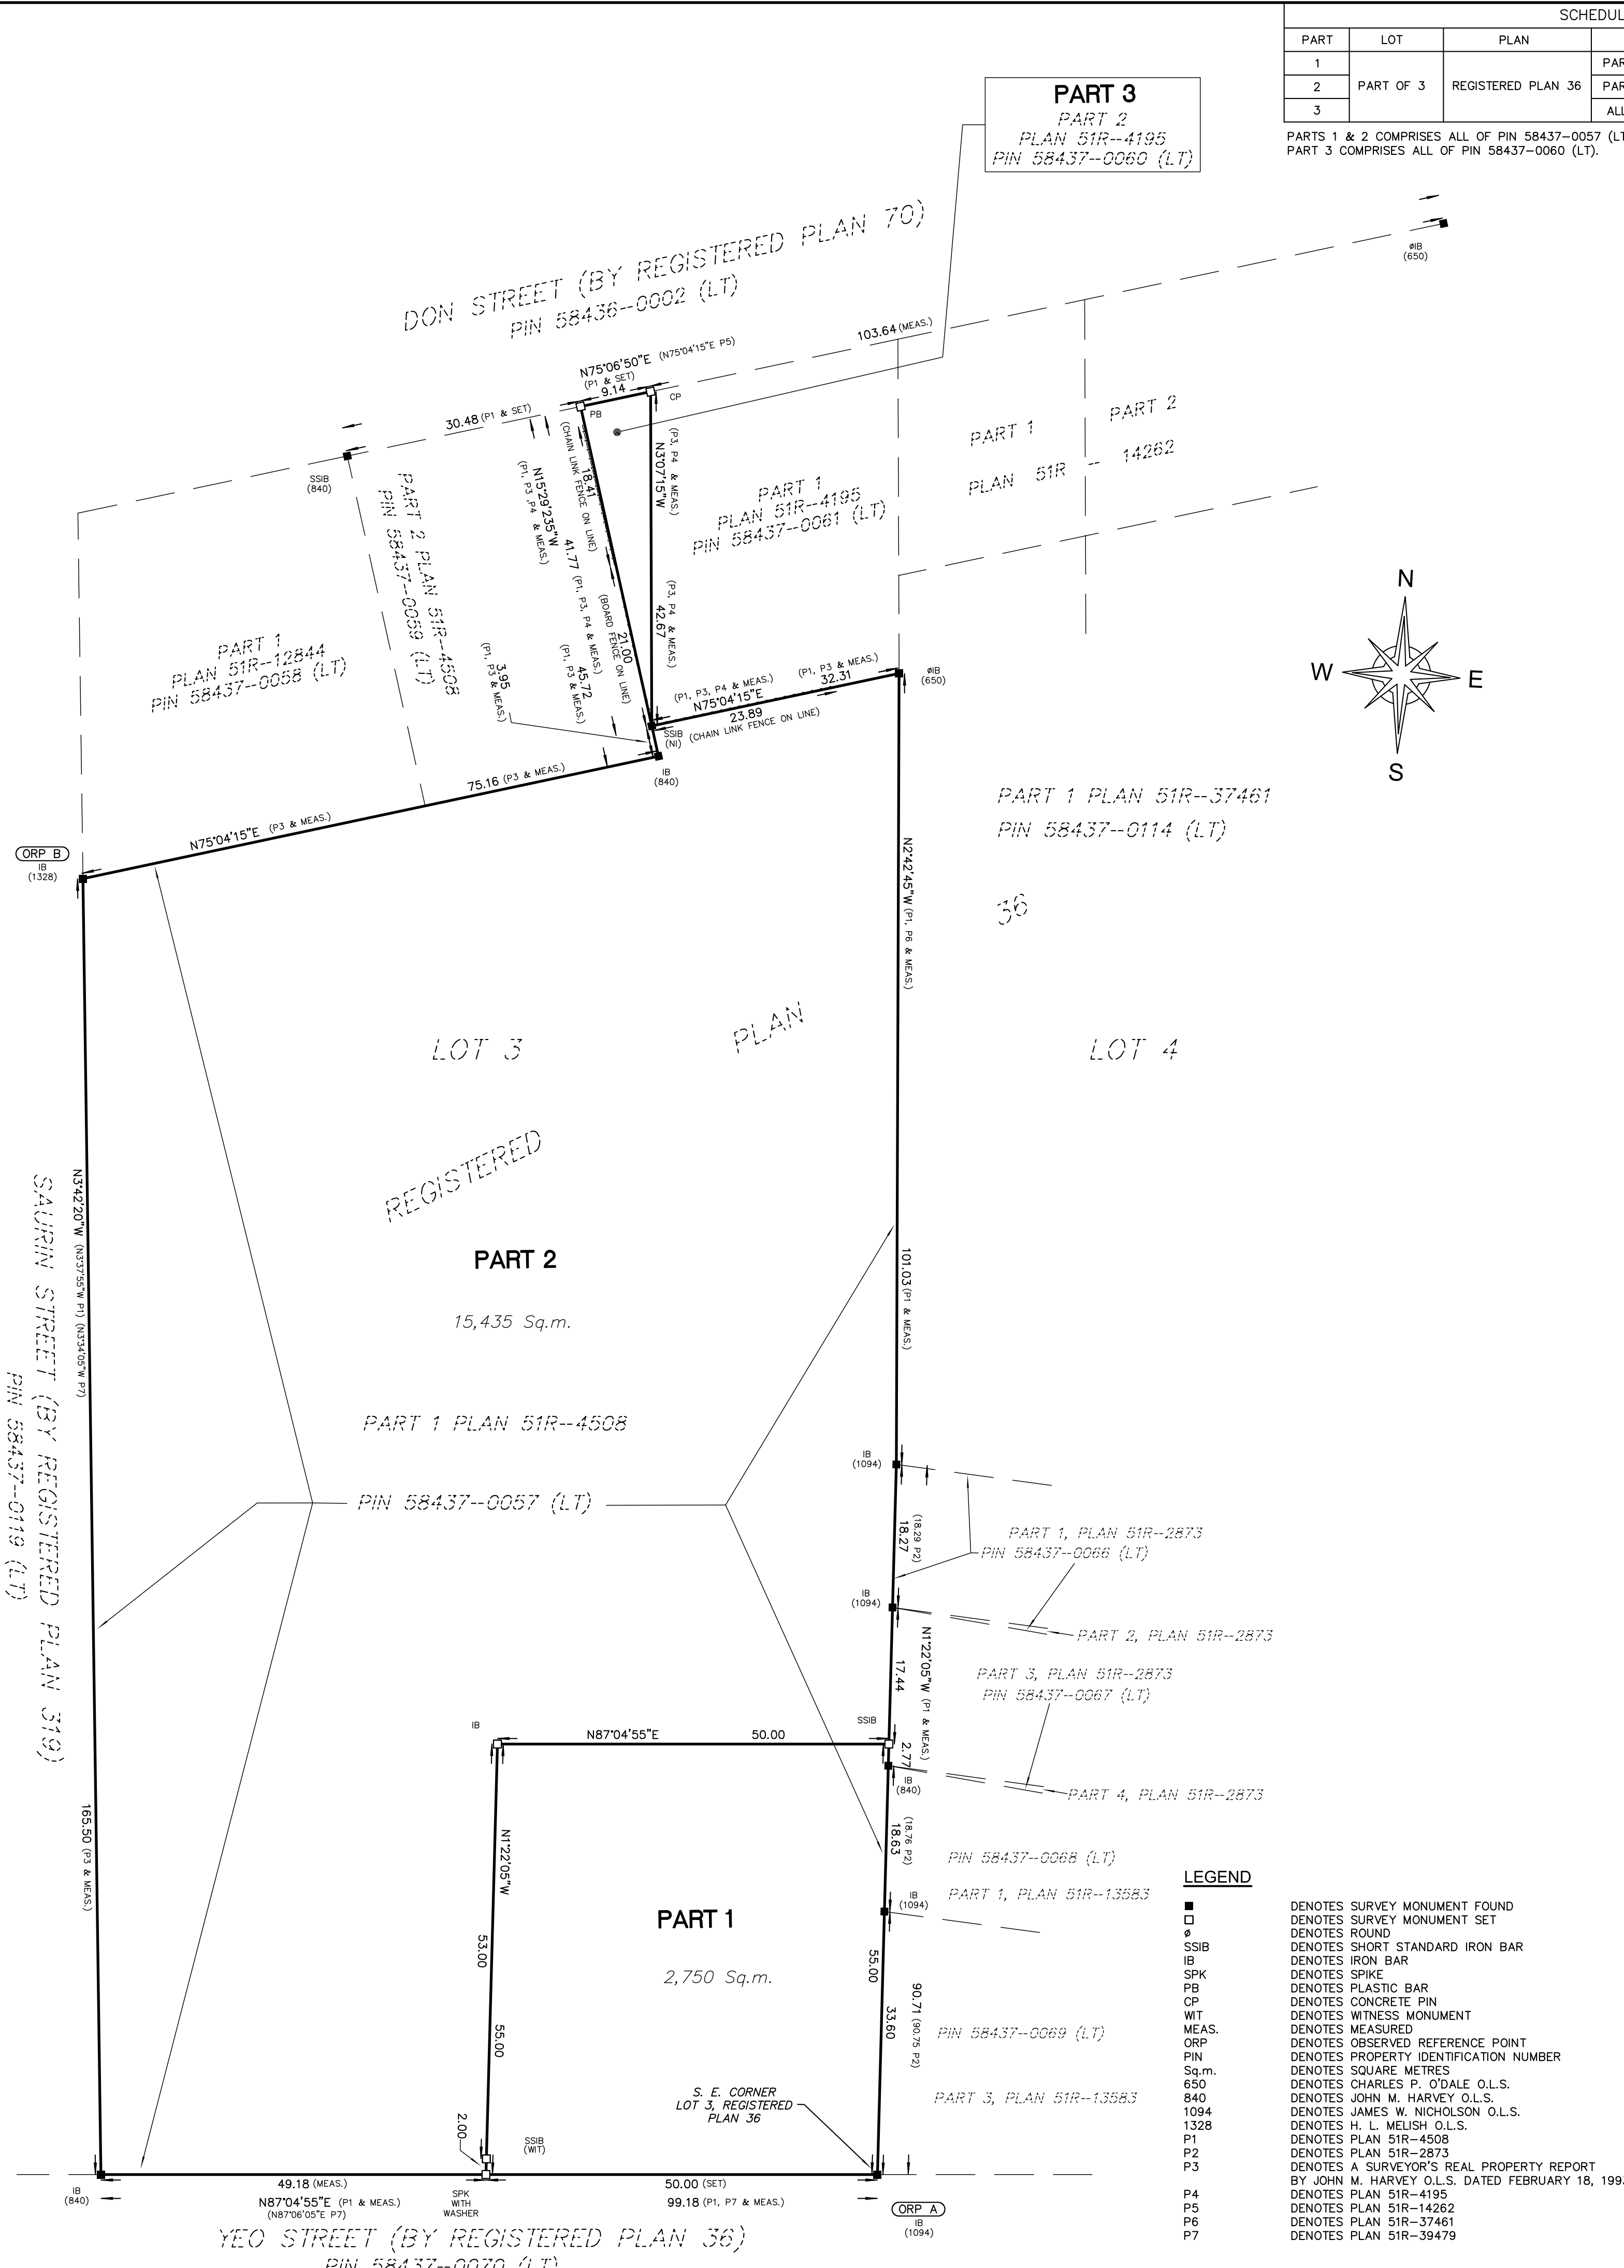 SCHEDUL
PART LOT PLAN
1 PAR
2 PART OF 3 REGISTERED PLAN 36 PAR
3 ALL
PARTS 1 & 2 COMPRISES ALL OF PIN 58437-0057 (LT
PART 3 COMPRISES ALL OF PIN 58437-0060 (LT).
PART 3
PART 2
PLAN 51R--4195
PIN 58437--0060 (LT)
DON STREET (BY REGISTERED PLAN 70)
PIN 58436--0002 (LT)
103.64 (MEAS.)
øIB
(650)
N75°06'50"E (N75°04'15"E P5)
(P1 & SET)
9.14
PB
CP
30.48 (P1 & SET)
SSIB
(840)
PART 1
PLAN 51R--12844
PIN 58437--0058 (LT)
PART 2 PLAN 51R--4508
PIN 58437--0059 (LT)
18.41
(CHAIN LINK FENCE ON LINE)
N15°29'235"W
(P1, P3 ,P4 & MEAS.)
41.77 (P1, P3, P4 & MEAS.)
21.00
(BOARD FENCE ON LINE)
45.72
(P1, P3 & MEAS.)
3.95
(P1, P3 & MEAS.)
(P3, P4 & MEAS.)
N3°07'15"W
(P3, P4 & MEAS.)
42.67
PART 1
PLAN 51R--4195
PIN 58437--0061 (LT)
PART 1 PART 2
PLAN 51R -- 14262
(P1, P3, P4 & MEAS.)
N75°04'15"E
(P1, P3 & MEAS.)
32.31
23.89
(CHAIN LINK FENCE ON LINE)
SSIB
(NI)
øIB
(650)
IB
(840)
75.16 (P3 & MEAS.)
N75°04'15"E (P3 & MEAS.)
ORP B
IB
(1328)
N
W E
S
PART 1 PLAN 51R--37461
PIN 58437--0114 (LT)
36
N2°42'45"W (P1, P6 & MEAS.)
LOT 3
PLAN
LOT 4
REGISTERED
PART 2
15,435 Sq.m.
PART 1 PLAN 51R--4508
PIN 58437--0057 (LT)
101.03 (P1 & MEAS.)
N3°42'20"W (N3°37'55"W P1) (N3°34'05"W P7)
165.50 (P3 & MEAS.)
SAURIN STREET (BY REGISTERED PLAN 319)
PIN 58437--0119 (LT)
IB
(1094)
(18.29 P2)
18.27
PART 1, PLAN 51R--2873
PIN 58437--0066 (LT)
IB
(1094)
PART 2, PLAN 51R--2873
17.44
N1°22'05"W (P1 & MEAS.)
PART 3, PLAN 51R--2873
PIN 58437--0067 (LT)
IB
N87°04'55"E 50.00
SSIB
2.77
IB
(840)
PART 4, PLAN 51R--2873
(18.76 P2)
18.63
PIN 58437--0068 (LT)
IB
(1094)
PART 1, PLAN 51R--13583
N1°22'05"W
53.00
55.00
PART 1
2,750 Sq.m.
55.00
33.60
90.71 (90.75 P2)
PIN 58437--0069 (LT)
PART 3, PLAN 51R--13583
S. E. CORNER
LOT 3, REGISTERED
PLAN 36
2.00
SSIB
(WIT)
IB
(840)
49.18 (MEAS.)
N87°04'55"E (P1 & MEAS.)
(N87°06'05"E P7)
SPK
WITH
WASHER
50.00 (SET)
99.18 (P1, P7 & MEAS.)
ORP A
IB
(1094)
YEO STREET (BY REGISTERED PLAN 36)
PIN 58437--0070 (LT)
LEGEND
■ DENOTES SURVEY MONUMENT FOUND
□ DENOTES SURVEY MONUMENT SET
ø DENOTES ROUND
SSIB DENOTES SHORT STANDARD IRON BAR
IB DENOTES IRON BAR
SPK DENOTES SPIKE
PB DENOTES PLASTIC BAR
CP DENOTES CONCRETE PIN
WIT DENOTES WITNESS MONUMENT
MEAS. DENOTES MEASURED
ORP DENOTES OBSERVED REFERENCE POINT
PIN DENOTES PROPERTY IDENTIFICATION NUMBER
Sq.m. DENOTES SQUARE METRES
650 DENOTES CHARLES P. O'DALE O.L.S.
840 DENOTES JOHN M. HARVEY O.L.S.
1094 DENOTES JAMES W. NICHOLSON O.L.S.
1328 DENOTES H. L. MELISH O.L.S.
P1 DENOTES PLAN 51R-4508
P2 DENOTES PLAN 51R-2873
P3 DENOTES A SURVEYOR'S REAL PROPERTY REPORT
BY JOHN M. HARVEY O.L.S. DATED FEBRUARY 18, 199
P4 DENOTES PLAN 51R-4195
P5 DENOTES PLAN 51R-14262
P6 DENOTES PLAN 51R-37461
P7 DENOTES PLAN 51R-39479